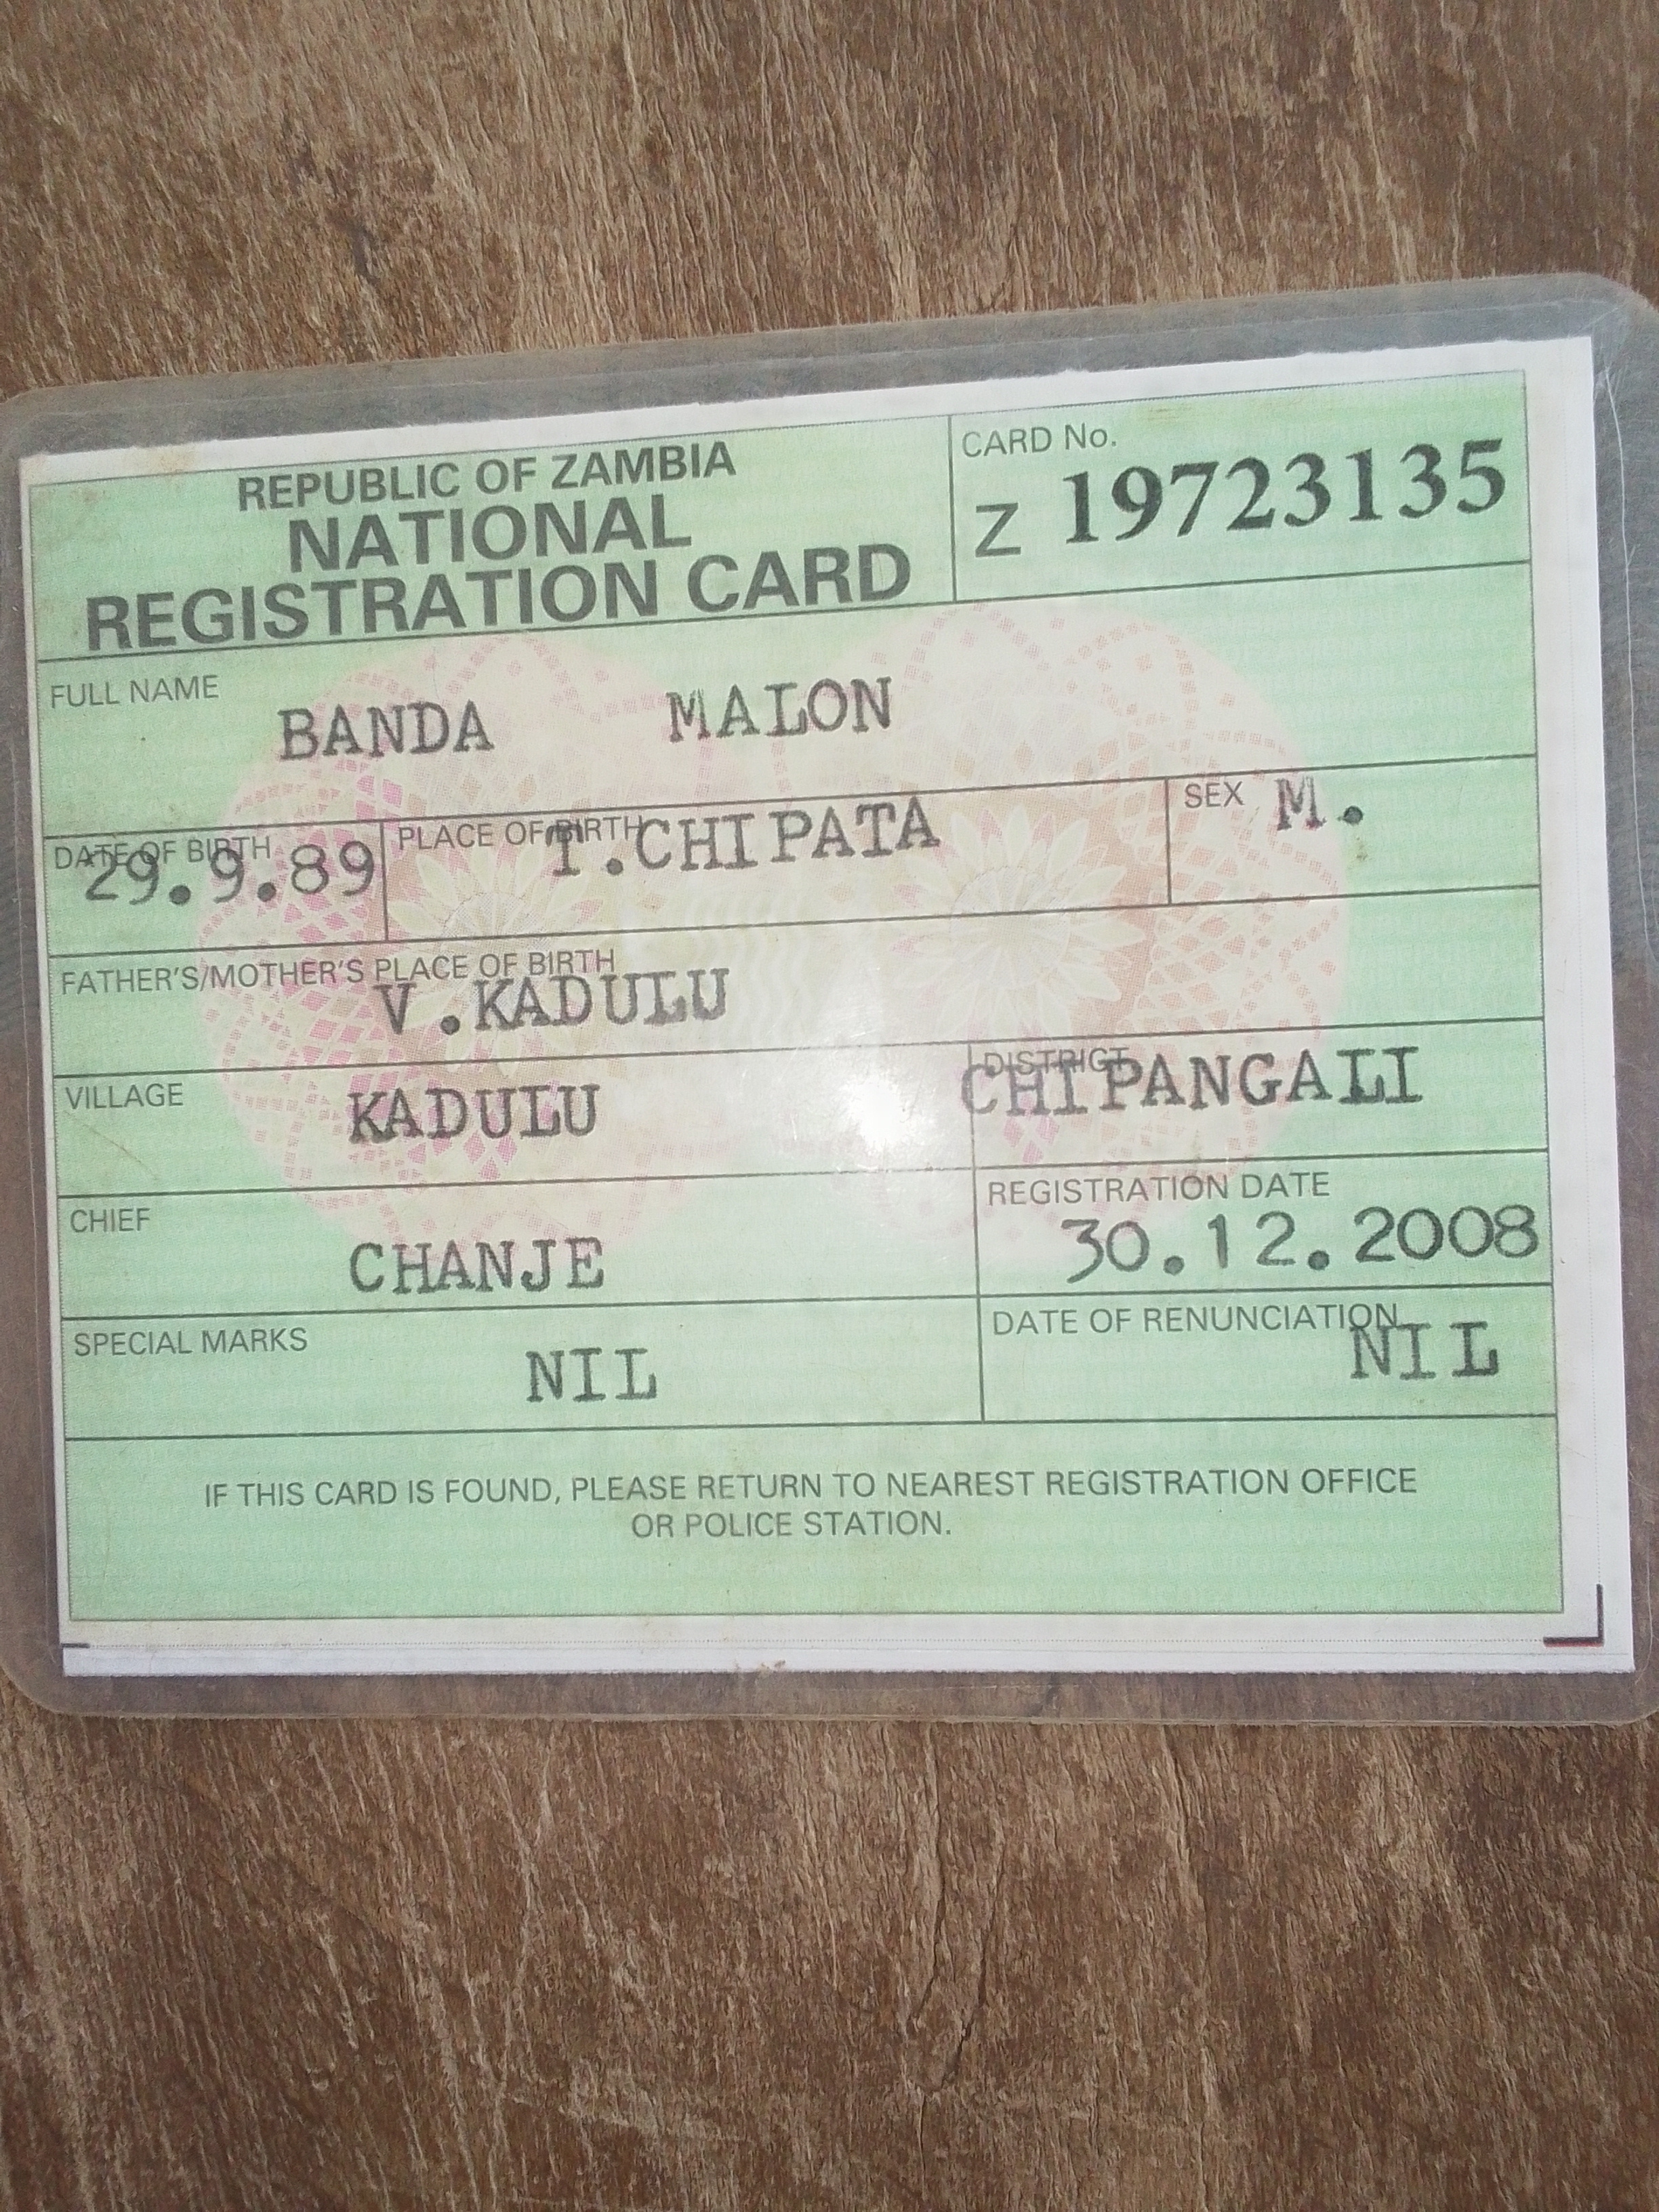 REPUBLIC OF ZAMBIA
NATIONAL
REGISTRATION CARD
CARD No.
Z 19723135
FULL NAME
BANDA MALON
DATE OF BIRTH
29.9.89
PLACE OF BIRTH
T.CHIPATA
SEX M.
FATHER'S/MOTHER'S PLACE OF BIRTH
V.KADULU
VILLAGE
KADULU
DISTRICT
CHIPANGALI
CHIEF
CHANJE
REGISTRATION DATE
30.12.2008
SPECIAL MARKS
NIL
DATE OF RENUNCIATION
NIL
IF THIS CARD IS FOUND, PLEASE RETURN TO NEAREST REGISTRATION OFFICE
OR POLICE STATION.